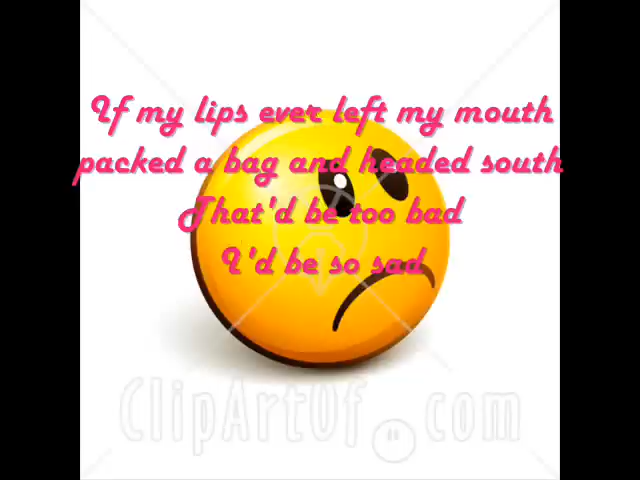 If my lips ever left my mouth
packed a bag and headed south
That'd be too bad
I'd be so sad
ClipArtOf.com